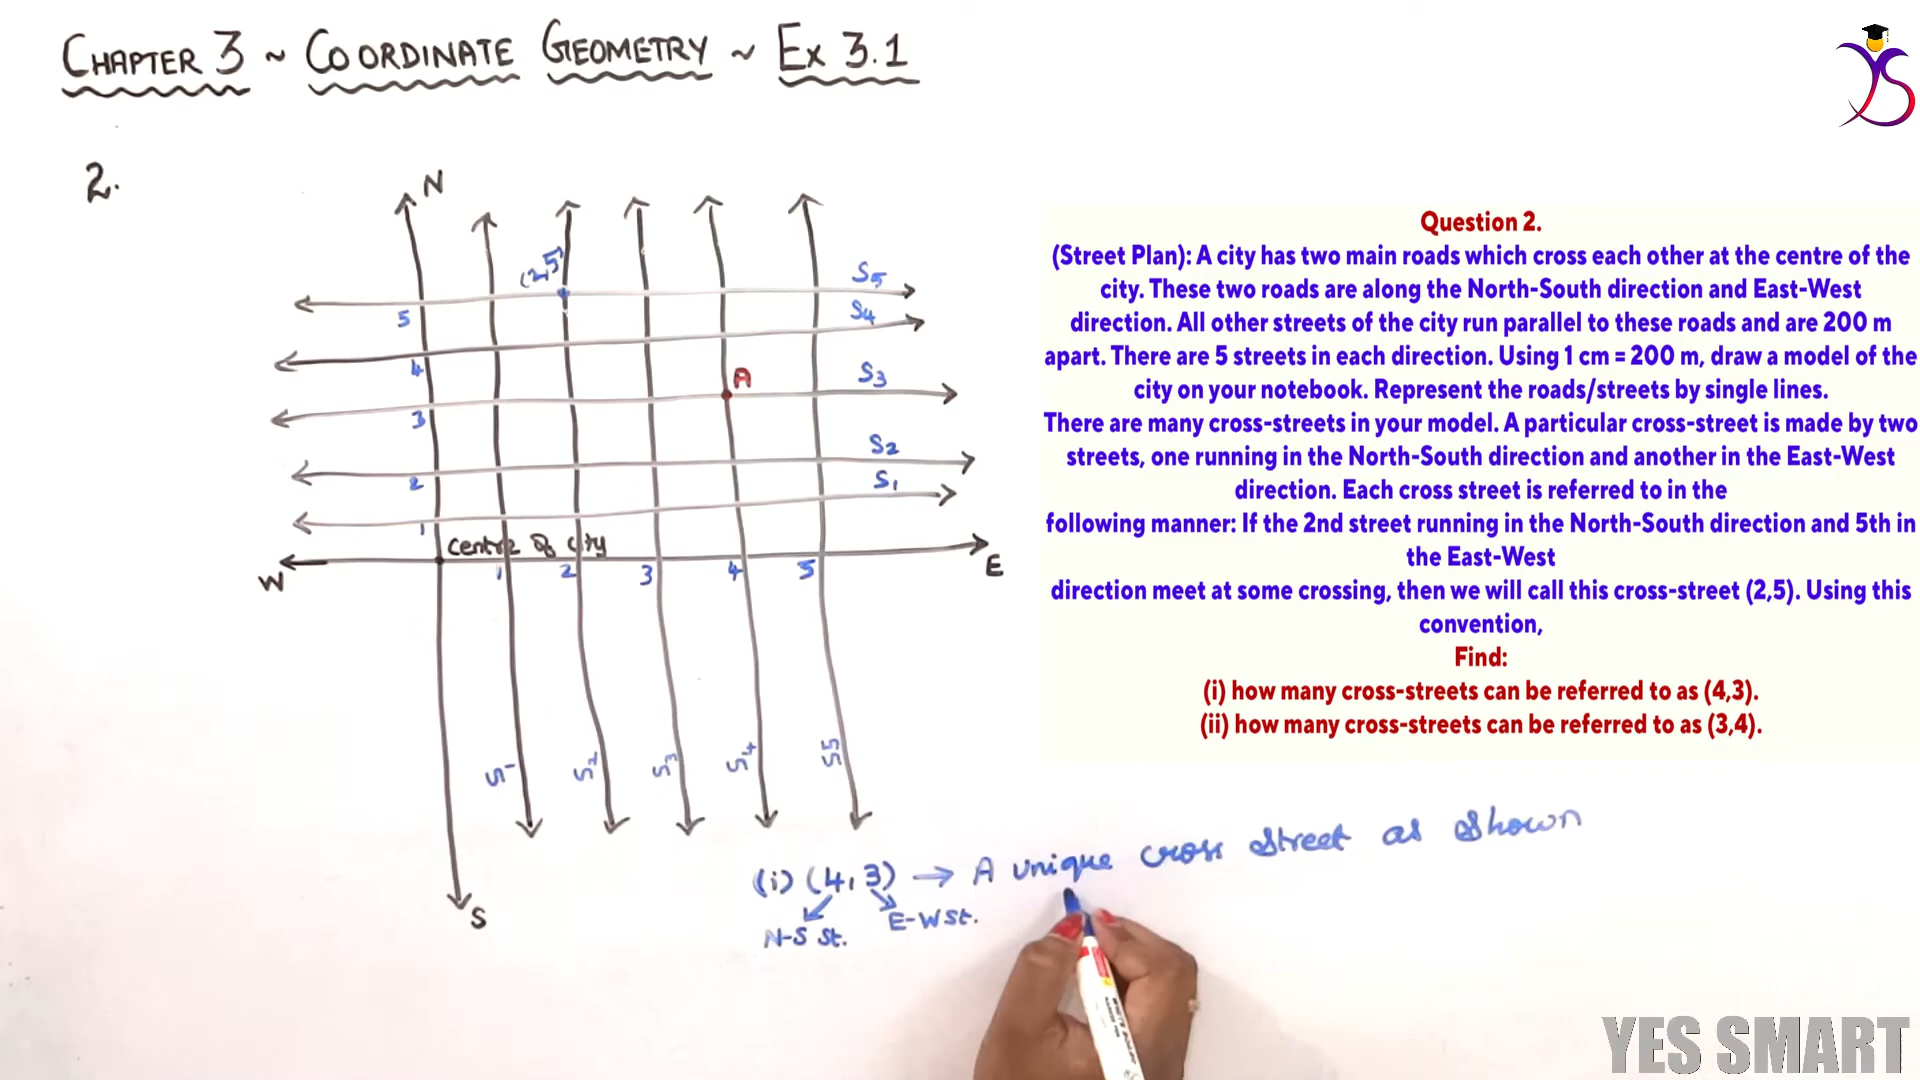 CHAPTER 3 ~ COORDINATE GEOMETRY ~ Ex 3.1
YS
2.
N
(2,5)
S5
5
S4
4
A
S3
3
S2
2
S1
1
Centre of city
W
E
1 2 3 4 5
S1 S2 S3 S4 S5
S
Question 2.
(Street Plan): A city has two main roads which cross each other at the centre of the
city. These two roads are along the North-South direction and East-West
direction. All other streets of the city run parallel to these roads and are 200 m
apart. There are 5 streets in each direction. Using 1 cm = 200 m, draw a model of the
city on your notebook. Represent the roads/streets by single lines.
There are many cross-streets in your model. A particular cross-street is made by two
streets, one running in the North-South direction and another in the East-West
direction. Each cross street is referred to in the
following manner: If the 2nd street running in the North-South direction and 5th in
the East-West
direction meet at some crossing, then we will call this cross-street (2,5). Using this
convention,
Find:
(i) how many cross-streets can be referred to as (4,3).
(ii) how many cross-streets can be referred to as (3,4).
(i) (4, 3) → A unique cross street as shown
N-S St. E-W St.
YES SMART